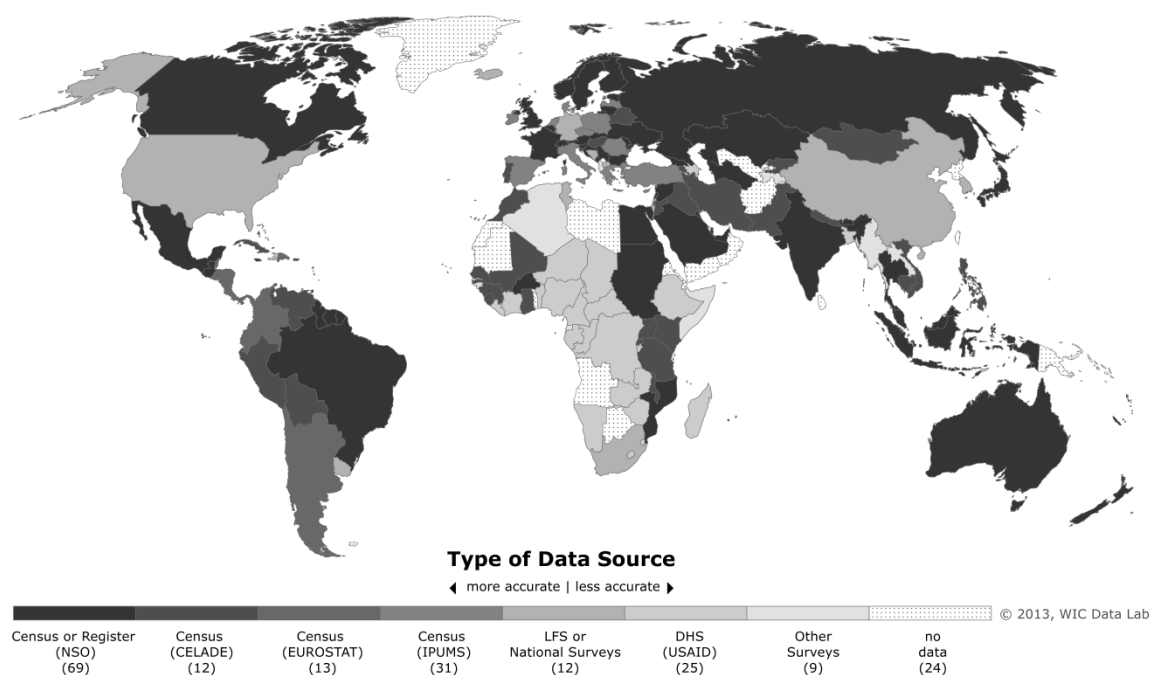 Type of Data Source
more accurate | less accurate
© 2013, WIC Data Lab
Census or Register
(NSO)
(69)
Census
(CELADE)
(12)
Census
(EUROSTAT)
(13)
Census
(IPUMS)
(31)
LFS or
National Surveys
(12)
DHS
(USAID)
(25)
Other
Surveys
(9)
no
data
(24)